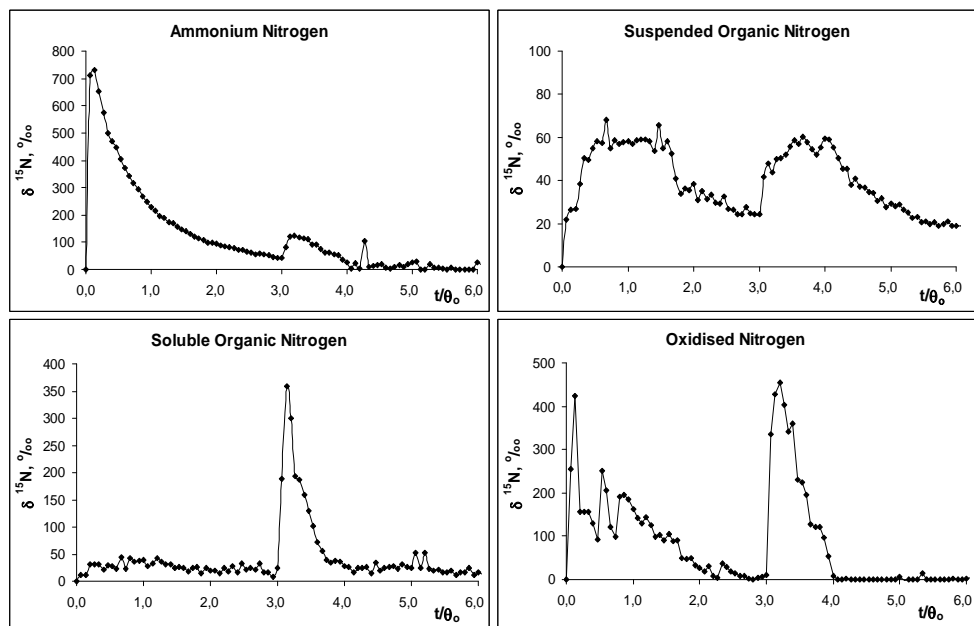 Ammonium Nitrogen
δ ¹⁵N, °/₀₀
800
700
600
500
400
300
200
100
0
0,0 1,0 2,0 3,0 4,0 5,0 6,0
t/θₒ
Suspended Organic Nitrogen
δ ¹⁵N, °/₀₀
100
80
60
40
20
0
0,0 1,0 2,0 3,0 4,0 5,0 6,0
t/θₒ
Soluble Organic Nitrogen
δ ¹⁵N, °/₀₀
400
350
300
250
200
150
100
50
0
0,0 1,0 2,0 3,0 4,0 5,0 6,0
t/θₒ
Oxidised Nitrogen
δ ¹⁵N, °/₀₀
500
400
300
200
100
0
0,0 1,0 2,0 3,0 4,0 5,0 6,0
t/θₒ